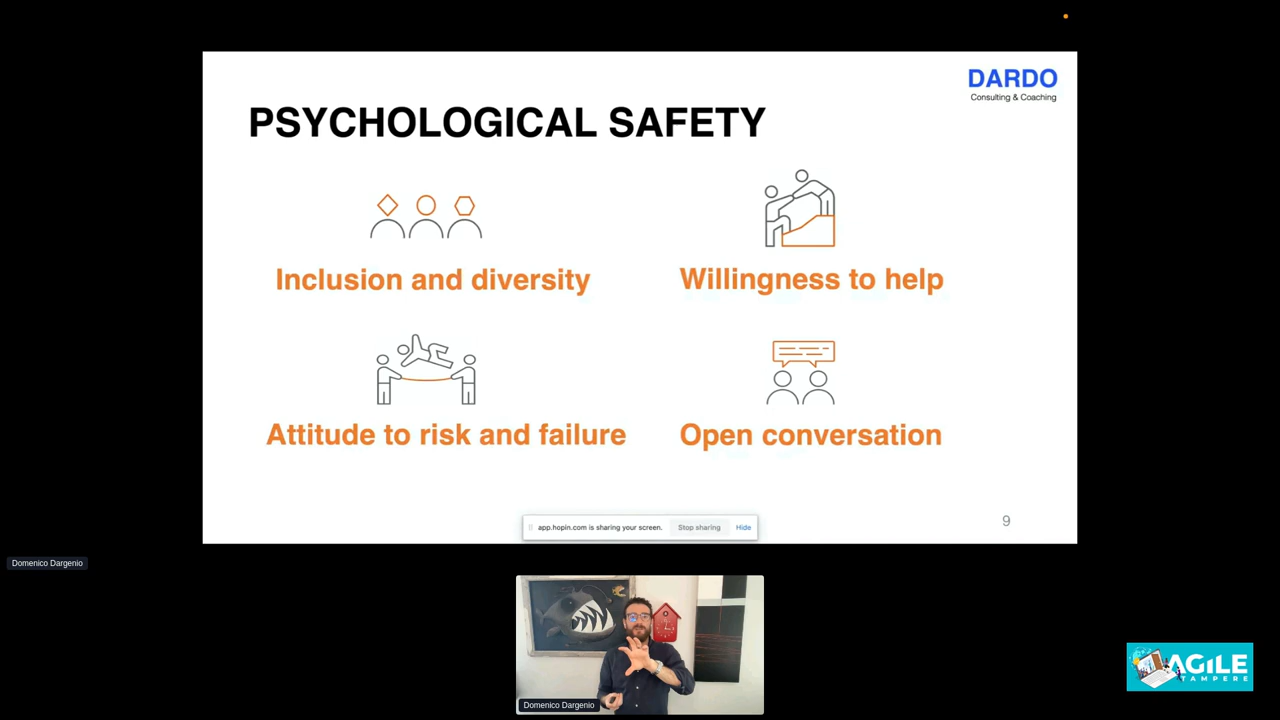 DARDO
Consulting & Coaching
PSYCHOLOGICAL SAFETY
Inclusion and diversity
Willingness to help
Attitude to risk and failure
Open conversation
app.hopin.com is sharing your screen. Stop sharing Hide
9
Domenico Dargenio
Domenico Dargenio
AGILE
TAMPERE